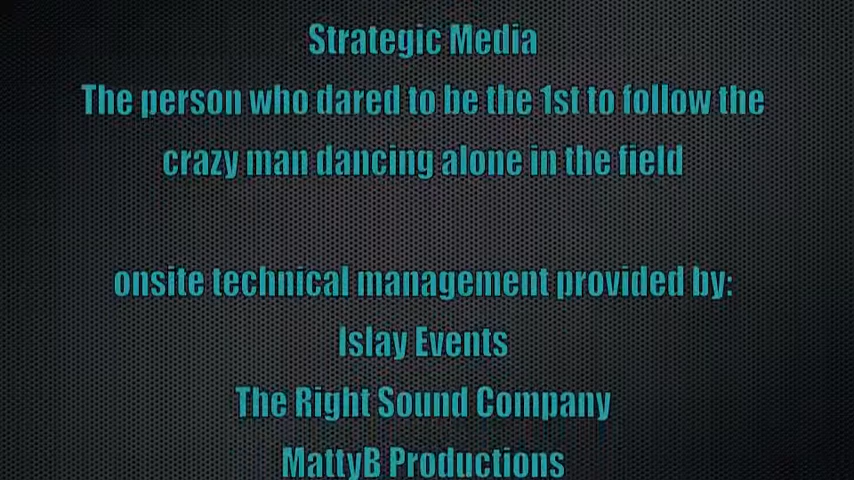 Strategic Media
The person who dared to be the 1st to follow the
crazy man dancing alone in the field
onsite technical management provided by:
Islay Events
The Right Sound Company
MattyB Productions